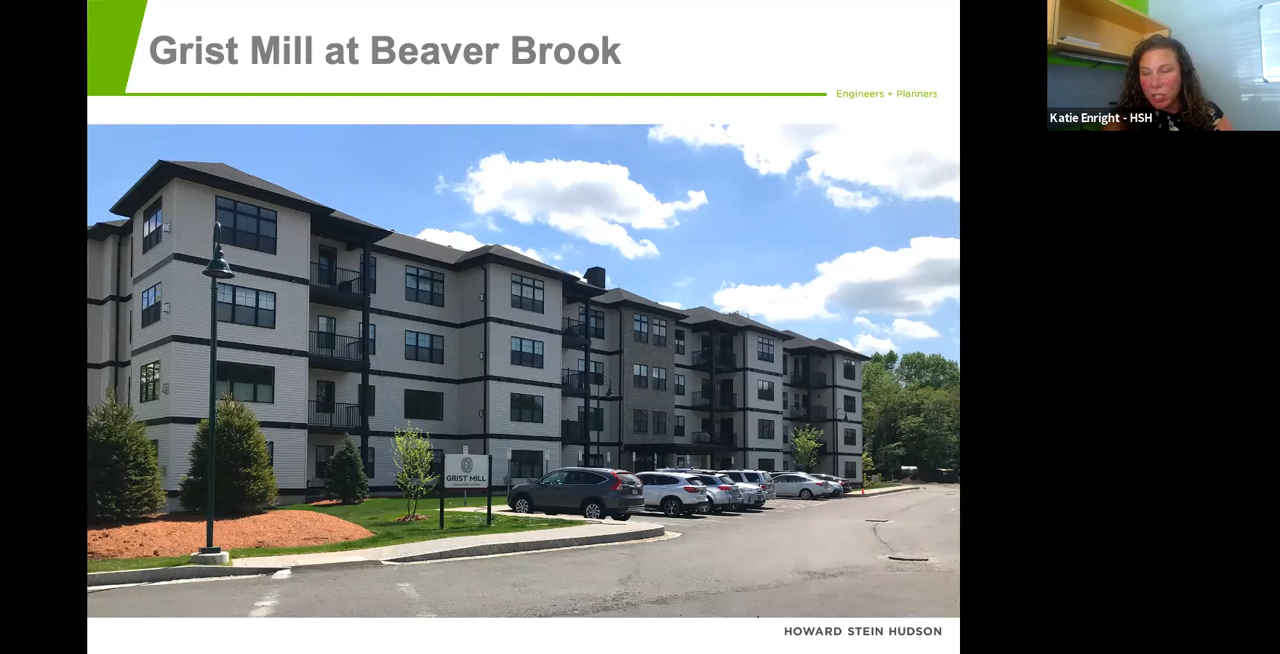 Grist Mill at Beaver Brook
Engineers + Planners
Katie Enright - HSH
GRIST MILL
HOWARD STEIN HUDSON